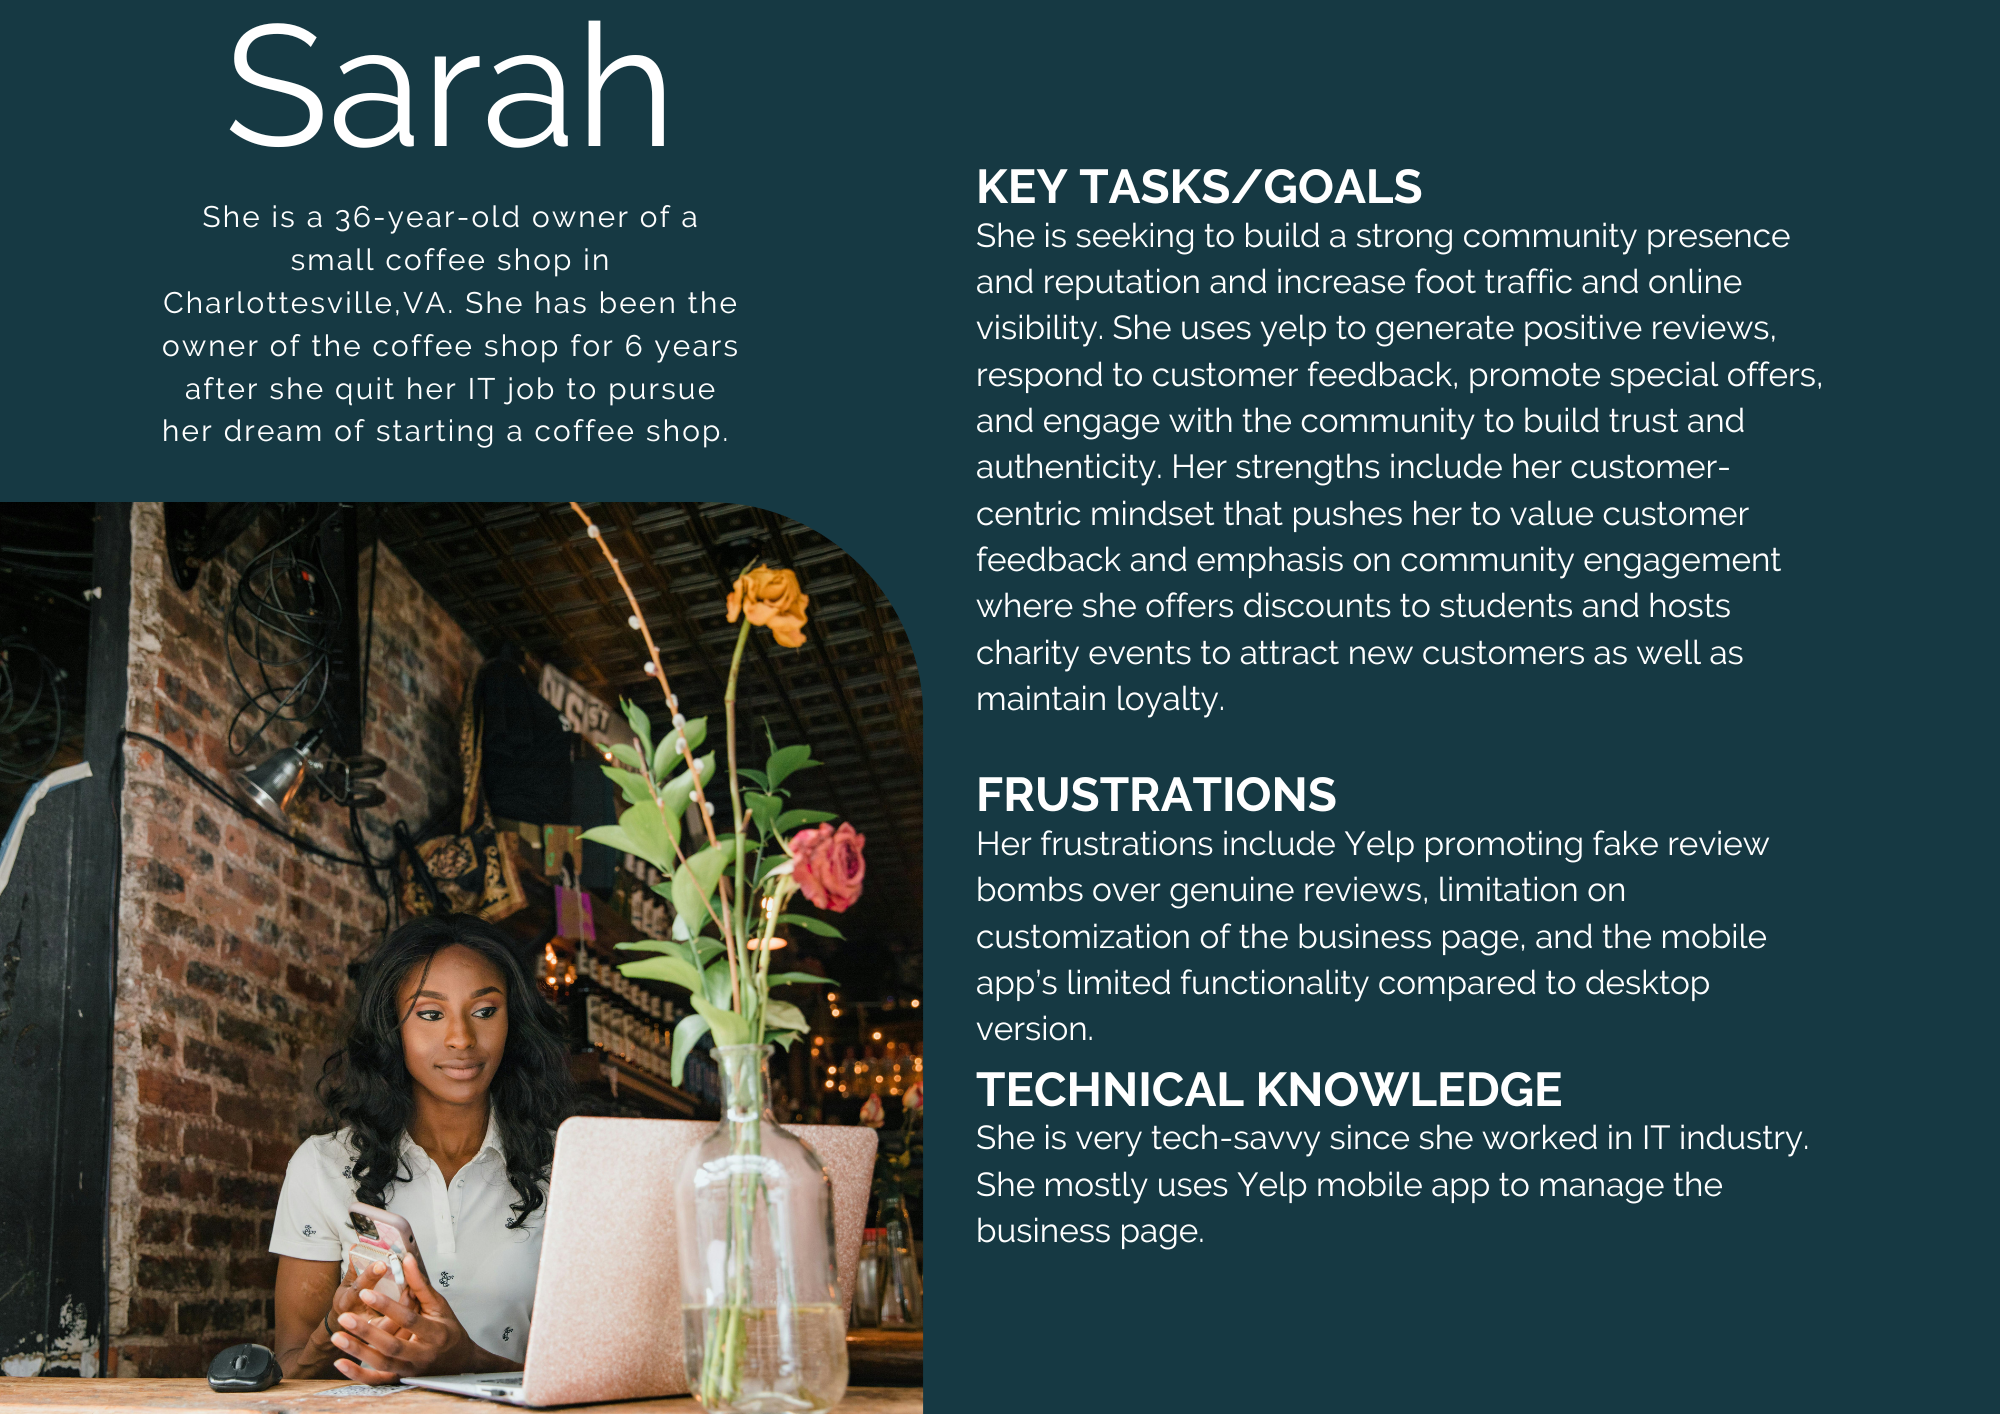 Sarah
She is a 36-year-old owner of a
small coffee shop in
Charlottesville,VA. She has been the
owner of the coffee shop for 6 years
after she quit her IT job to pursue
her dream of starting a coffee shop.
KEY TASKS/GOALS
She is seeking to build a strong community presence
and reputation and increase foot traffic and online
visibility. She uses yelp to generate positive reviews,
respond to customer feedback, promote special offers,
and engage with the community to build trust and
authenticity. Her strengths include her customer-
centric mindset that pushes her to value customer
feedback and emphasis on community engagement
where she offers discounts to students and hosts
charity events to attract new customers as well as
maintain loyalty.
FRUSTRATIONS
Her frustrations include Yelp promoting fake review
bombs over genuine reviews, limitation on
customization of the business page, and the mobile
app’s limited functionality compared to desktop
version.
TECHNICAL KNOWLEDGE
She is very tech-savvy since she worked in IT industry.
She mostly uses Yelp mobile app to manage the
business page.